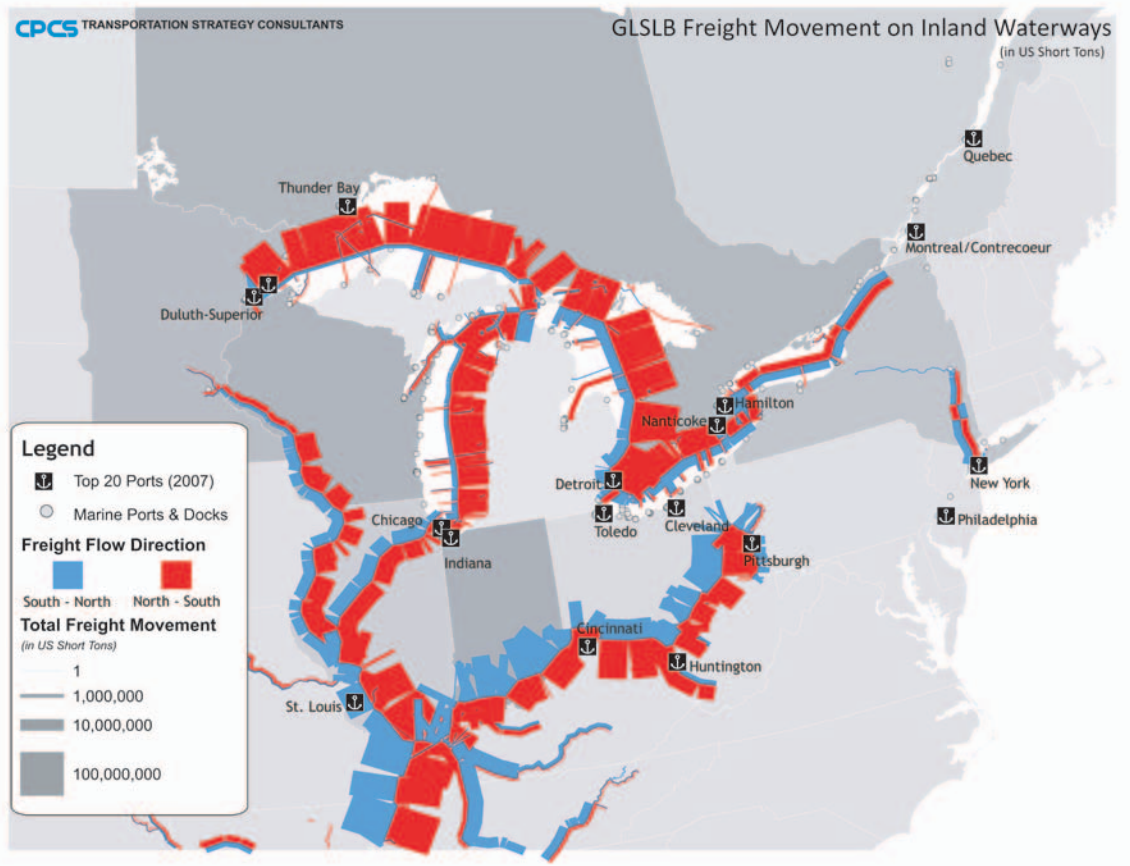 CPCS TRANSPORTATION STRATEGY CONSULTANTS
GLSLB Freight Movement on Inland Waterways
(in US Short Tons)
Quebec
Thunder Bay
Montreal/Contrecoeur
Duluth-Superior
Hamilton
Nanticoke
Legend
Top 20 Ports (2007)
Marine Ports & Docks
Freight Flow Direction
South - North
North - South
Total Freight Movement
(in US Short Tons)
1
1,000,000
10,000,000
100,000,000
Detroit
New York
Chicago
Toledo
Cleveland
Philadelphia
Indiana
Pittsburgh
Cincinnati
Huntington
St. Louis